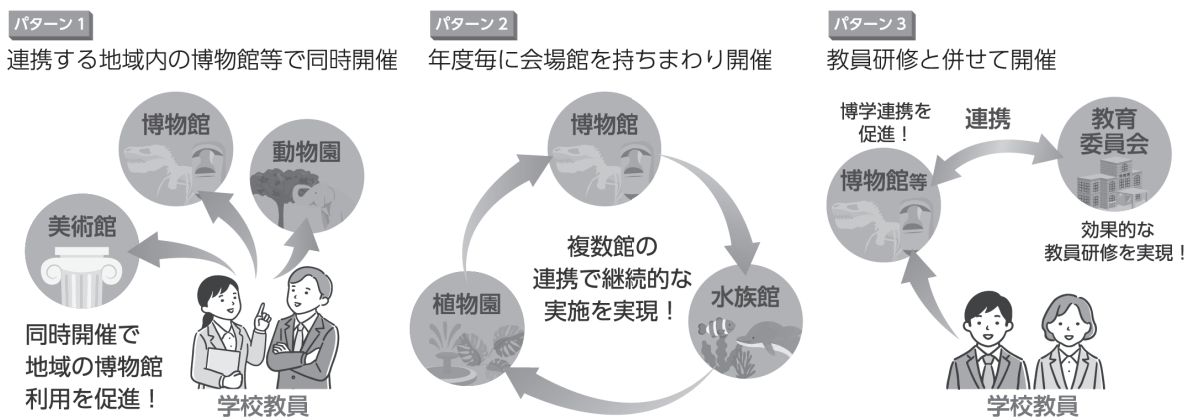 パターン1
連携する地域内の博物館等で同時開催
博物館
動物園
美術館
同時開催で
地域の博物館
利用を促進！
学校教員
パターン2
年度毎に会場館を持ちまわり開催
博物館
複数館の
連携で継続的な
実施を実現！
植物園
水族館
パターン3
教員研修と併せて開催
博学連携を
促進！
連携
教育
委員会
博物館等
効果的な
教員研修を実現！
学校教員